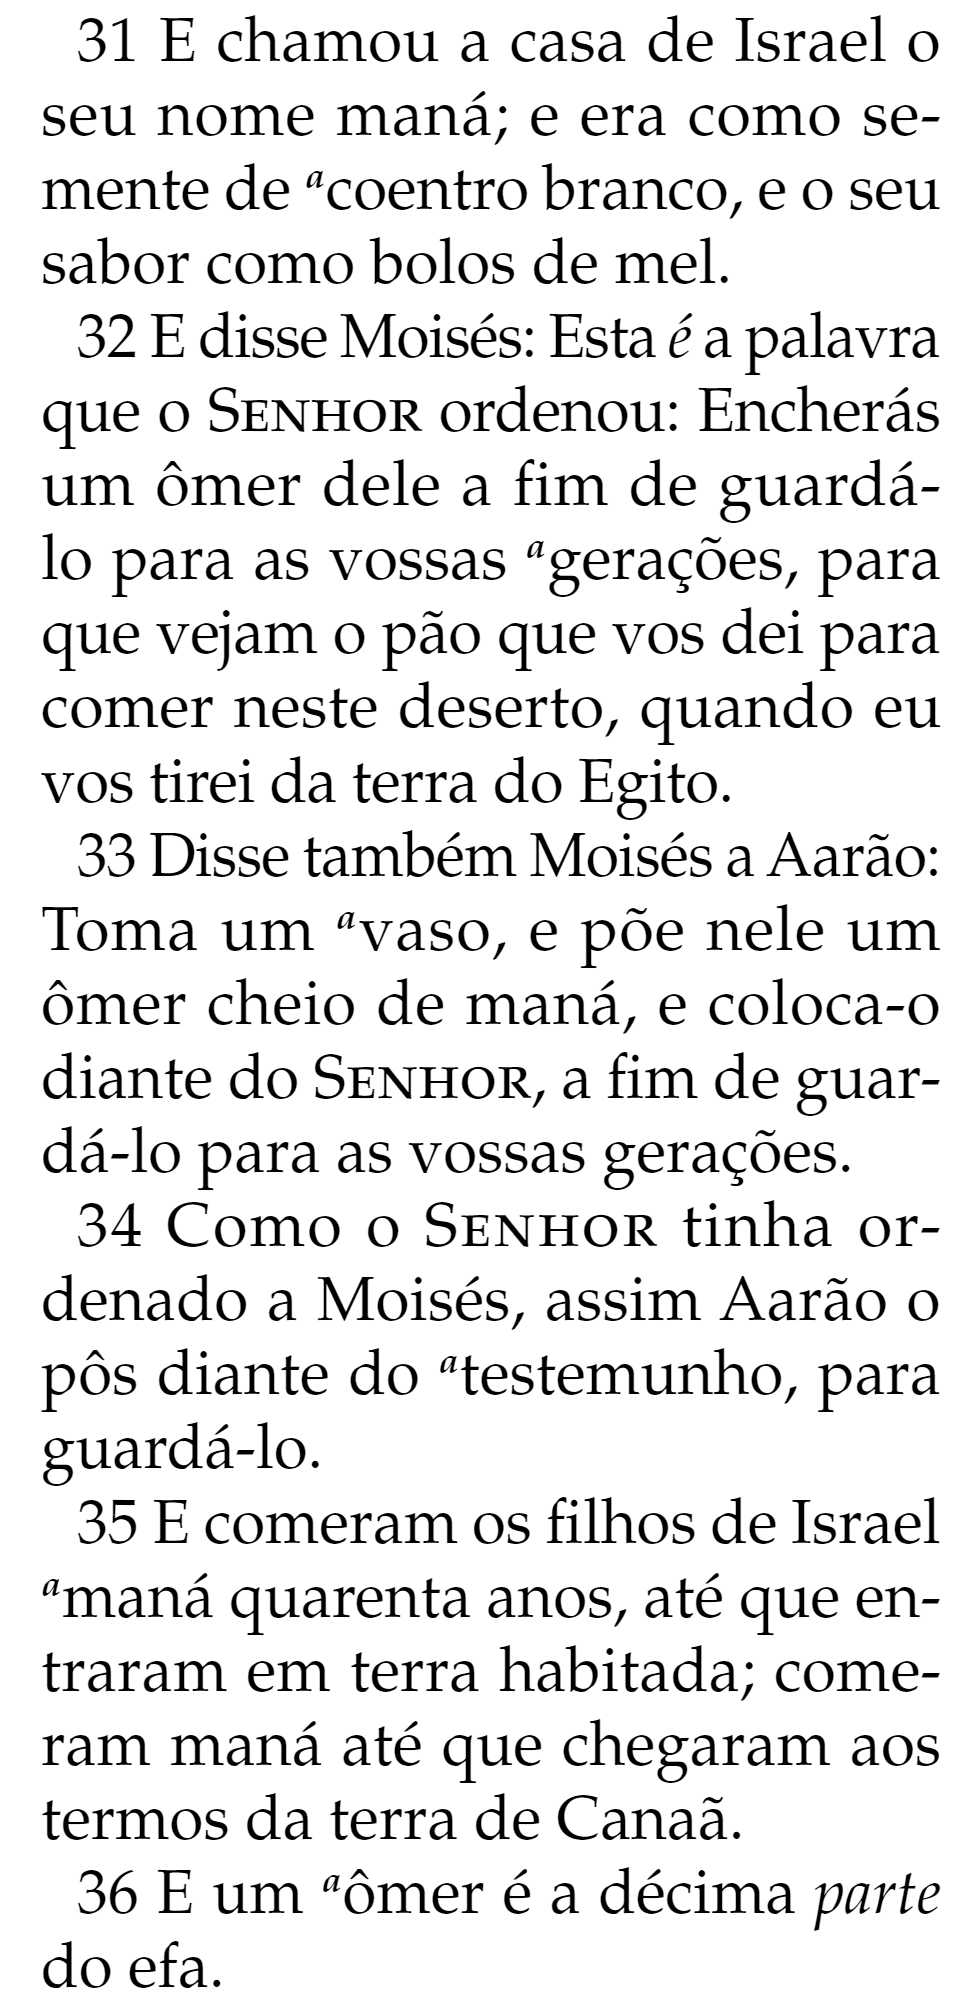 31 E chamou a casa de Israel o
seu nome maná; e era como se-
mente de ᵃcoentro branco, e o seu
sabor como bolos de mel.
32 E disse Moisés: Esta é a palavra
que o SENHOR ordenou: Encherás
um ômer dele a fim de guardá-
lo para as vossas ᵃgerações, para
que vejam o pão que vos dei para
comer neste deserto, quando eu
vos tirei da terra do Egito.
33 Disse também Moisés a Aarão:
Toma um ᵃvaso, e põe nele um
ômer cheio de maná, e coloca-o
diante do SENHOR, a fim de guar-
dá-lo para as vossas gerações.
34 Como o SENHOR tinha or-
denado a Moisés, assim Aarão o
pôs diante do ᵃtestemunho, para
guardá-lo.
35 E comeram os filhos de Israel
ᵃmaná quarenta anos, até que en-
traram em terra habitada; come-
ram maná até que chegaram aos
termos da terra de Canaã.
36 E um ᵃômer é a décima parte
do efa.